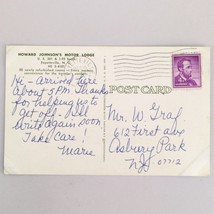 HOWARD JOHNSON'S MOTOR LODGE
Hi - Arrived here
about 5 P.M. Thanks
for helping us to
get off. Will
write again soon
Take Care!
Marie
POST CARD
Mr. W Graf
612 First Ave
Asbury Park
NJ 07712